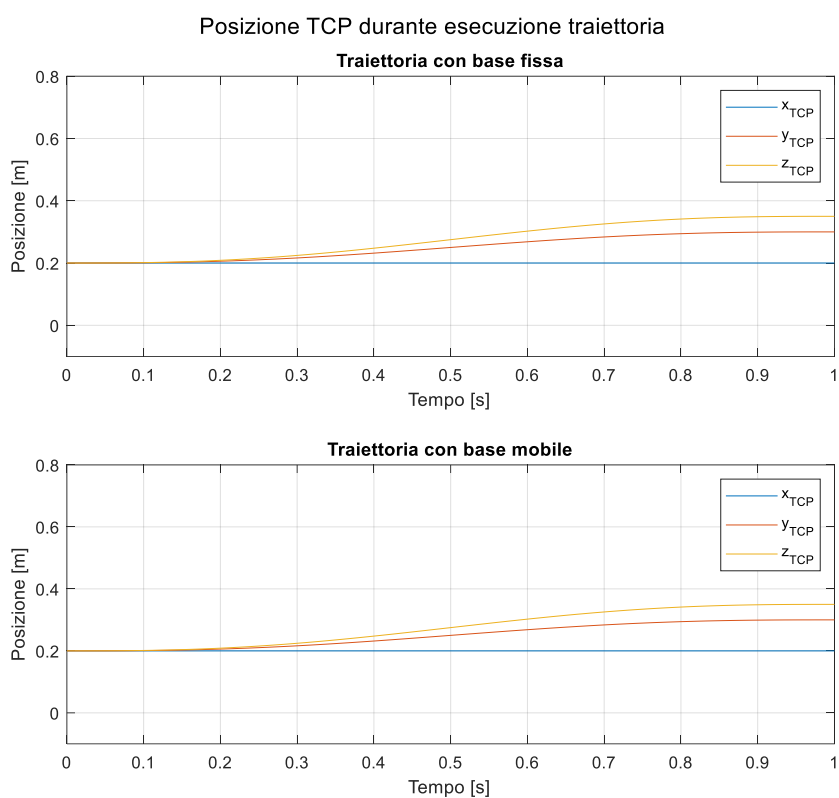 Posizione TCP durante esecuzione traiettoria
Traiettoria con base fissa
0.8
0.6
0.4
0.2
0
Posizione [m]
x_TCP
y_TCP
z_TCP
0 0.1 0.2 0.3 0.4 0.5 0.6 0.7 0.8 0.9 1
Tempo [s]
Traiettoria con base mobile
0.8
0.6
0.4
0.2
0
Posizione [m]
x_TCP
y_TCP
z_TCP
0 0.1 0.2 0.3 0.4 0.5 0.6 0.7 0.8 0.9 1
Tempo [s]